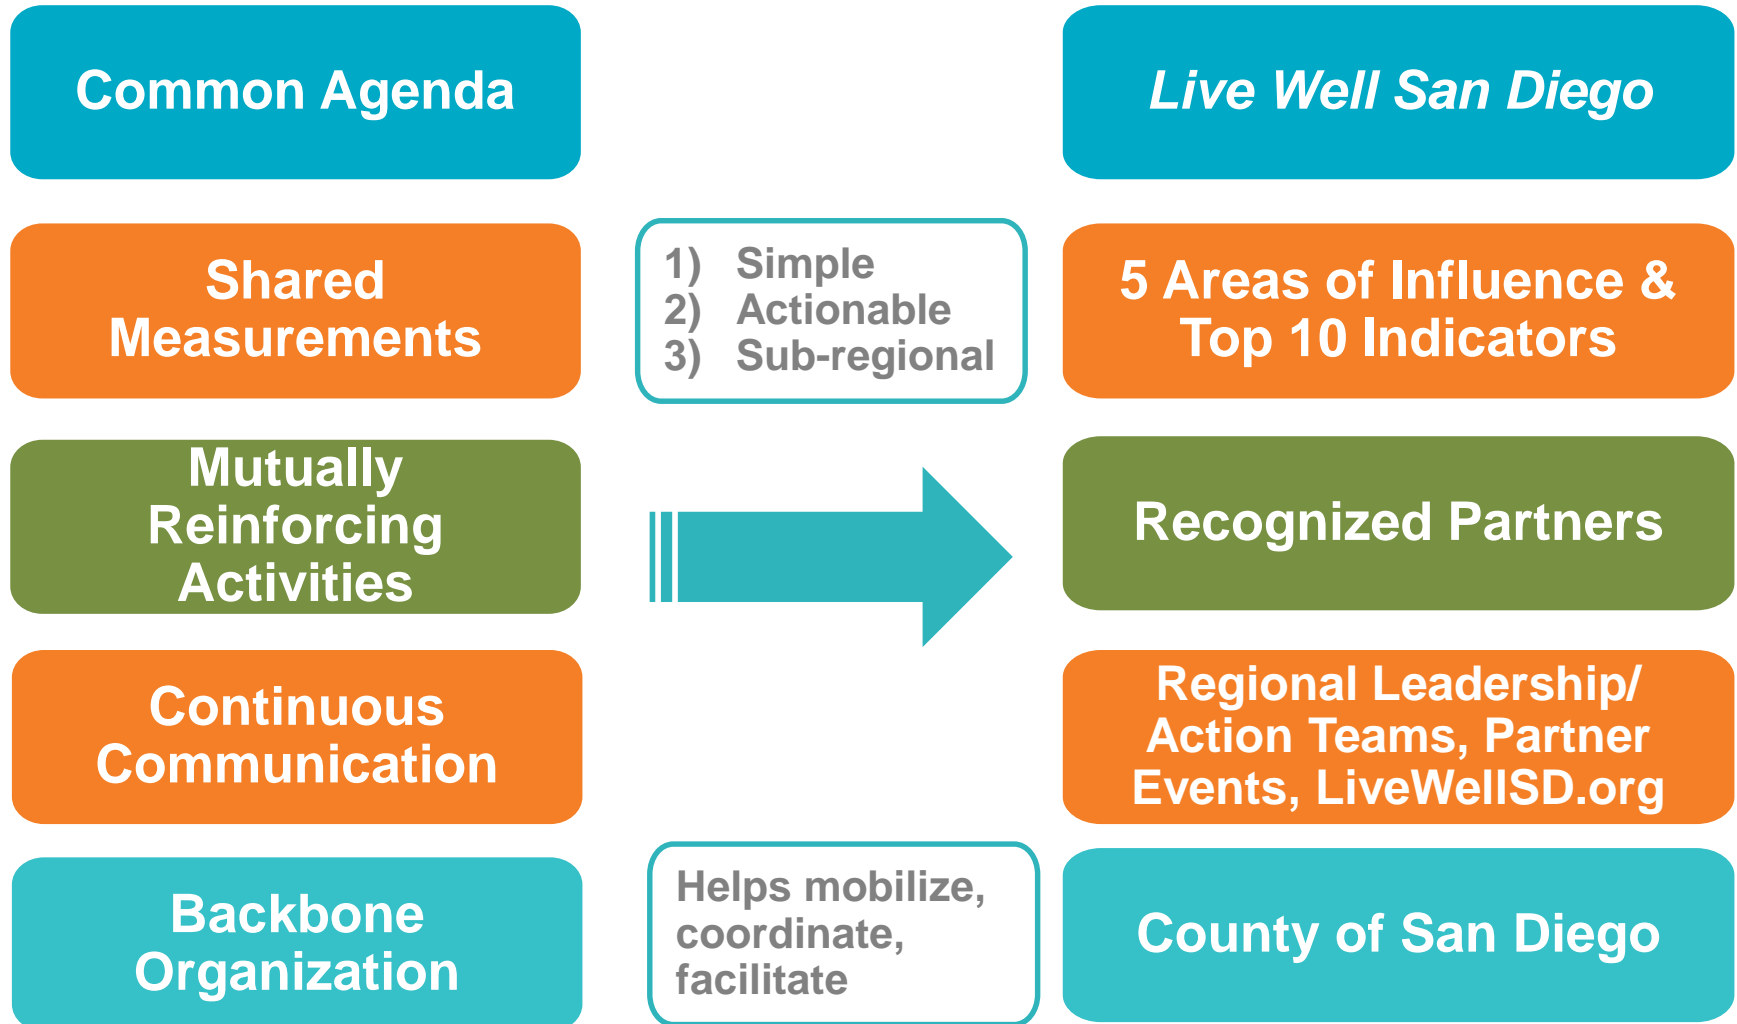 Common Agenda
Live Well San Diego
Shared
Measurements
1) Simple
2) Actionable
3) Sub-regional
5 Areas of Influence &
Top 10 Indicators
Mutually
Reinforcing
Activities
Recognized Partners
Continuous
Communication
Regional Leadership/
Action Teams, Partner
Events, LiveWellSD.org
Backbone
Organization
Helps mobilize,
coordinate,
facilitate
County of San Diego